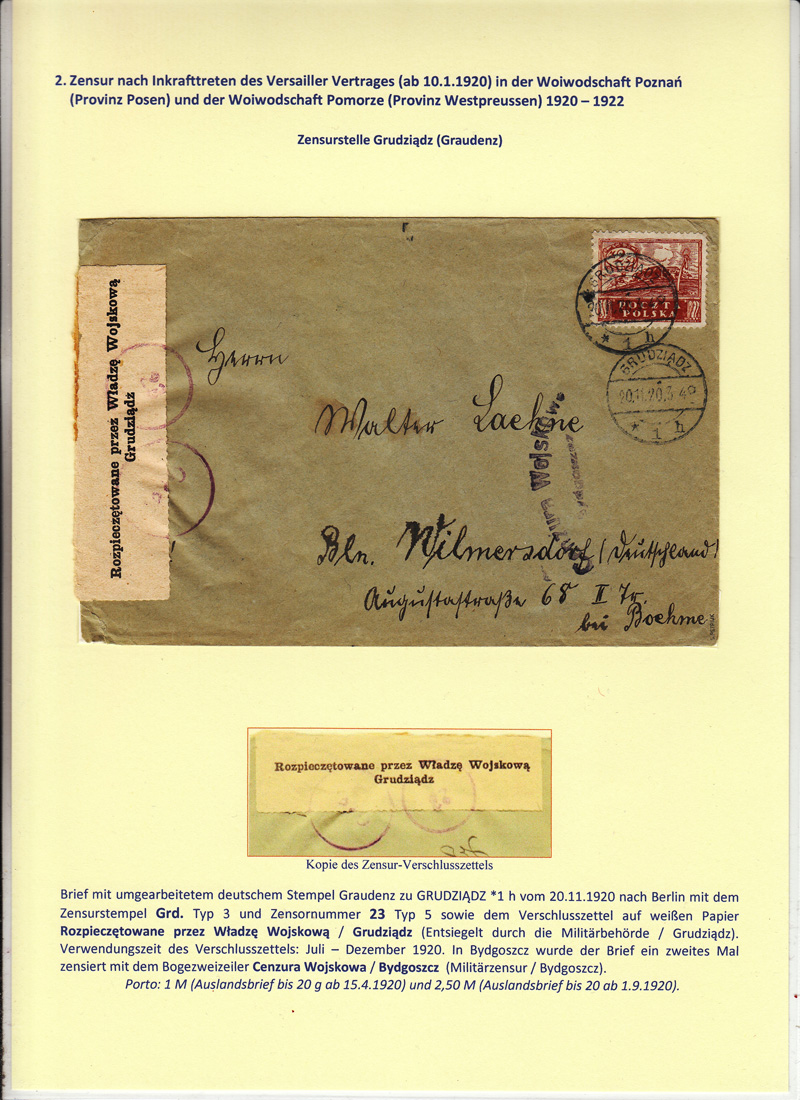 2. Zensur nach Inkrafttreten des Versailler Vertrages (ab 10.1.1920) in der Woiwodschaft Poznań
(Provinz Posen) und der Woiwodschaft Pomorze (Provinz Westpreussen) 1920 – 1922
Zensurstelle Grudziądz (Graudenz)
POCZTA
POLSKA
* 1 h
GRUDZIĄDZ
20.11.20.3-4
* 1 h
Rozpieczętowane przez Władzę Wojskową
Grudziądz
Herrn
Walter Laehne
Bln. Wilmersdorf (Deutschland!
Augustastraße 68 II Tr.
bei Boehme
Rozpieczętowane przez Władzę Wojskową
Grudziądz
Kopie des Zensur-Verschlusszettels
Brief mit umgearbeitetem deutschem Stempel Graudenz zu GRUDZIĄDZ *1 h vom 20.11.1920 nach Berlin mit dem
Zensurstempel Grd. Typ 3 und Zensornummer 23 Typ 5 sowie dem Verschlusszettel auf weißen Papier
Rozpieczętowane przez Władzę Wojskową / Grudziądz (Entsiegelt durch die Militärbehörde / Grudziądz).
Verwendungszeit des Verschlusszettels: Juli – Dezember 1920. In Bydgoszcz wurde der Brief ein zweites Mal
zensiert mit dem Bogezweizeiler Cenzura Wojskowa / Bydgoszcz (Militärzensur / Bydgoszcz).
Porto: 1 M (Auslandsbrief bis 20 g ab 15.4.1920) und 2,50 M (Auslandsbrief bis 20 ab 1.9.1920).